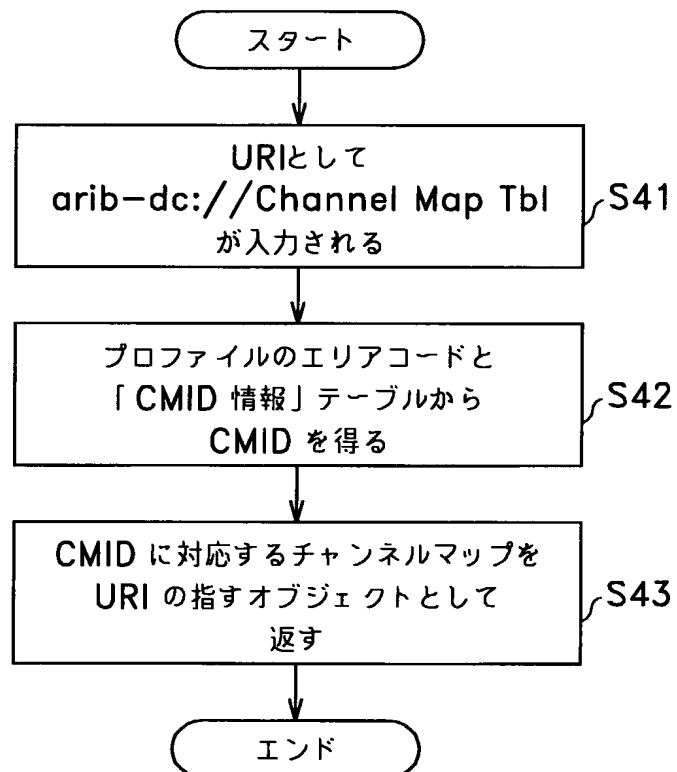 スタート
URIとして
arib-dc://Channel Map Tbl
が入力される
S41
プロファイルのエリアコードと
「CMID 情報」テーブルから
CMID を得る
S42
CMID に対応するチャンネルマップを
URI の指すオブジェクトとして
返す
S43
エンド